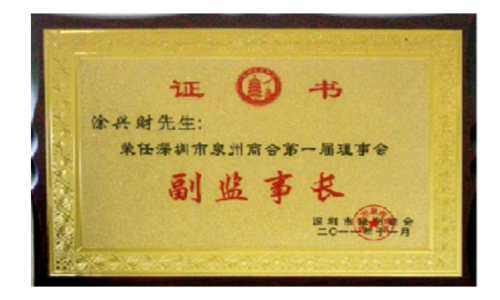 证 书
涂兴财先生:
荣任深圳市泉州商会第一届理事会
副监事长
深圳市泉州商会
二〇一一年十一月